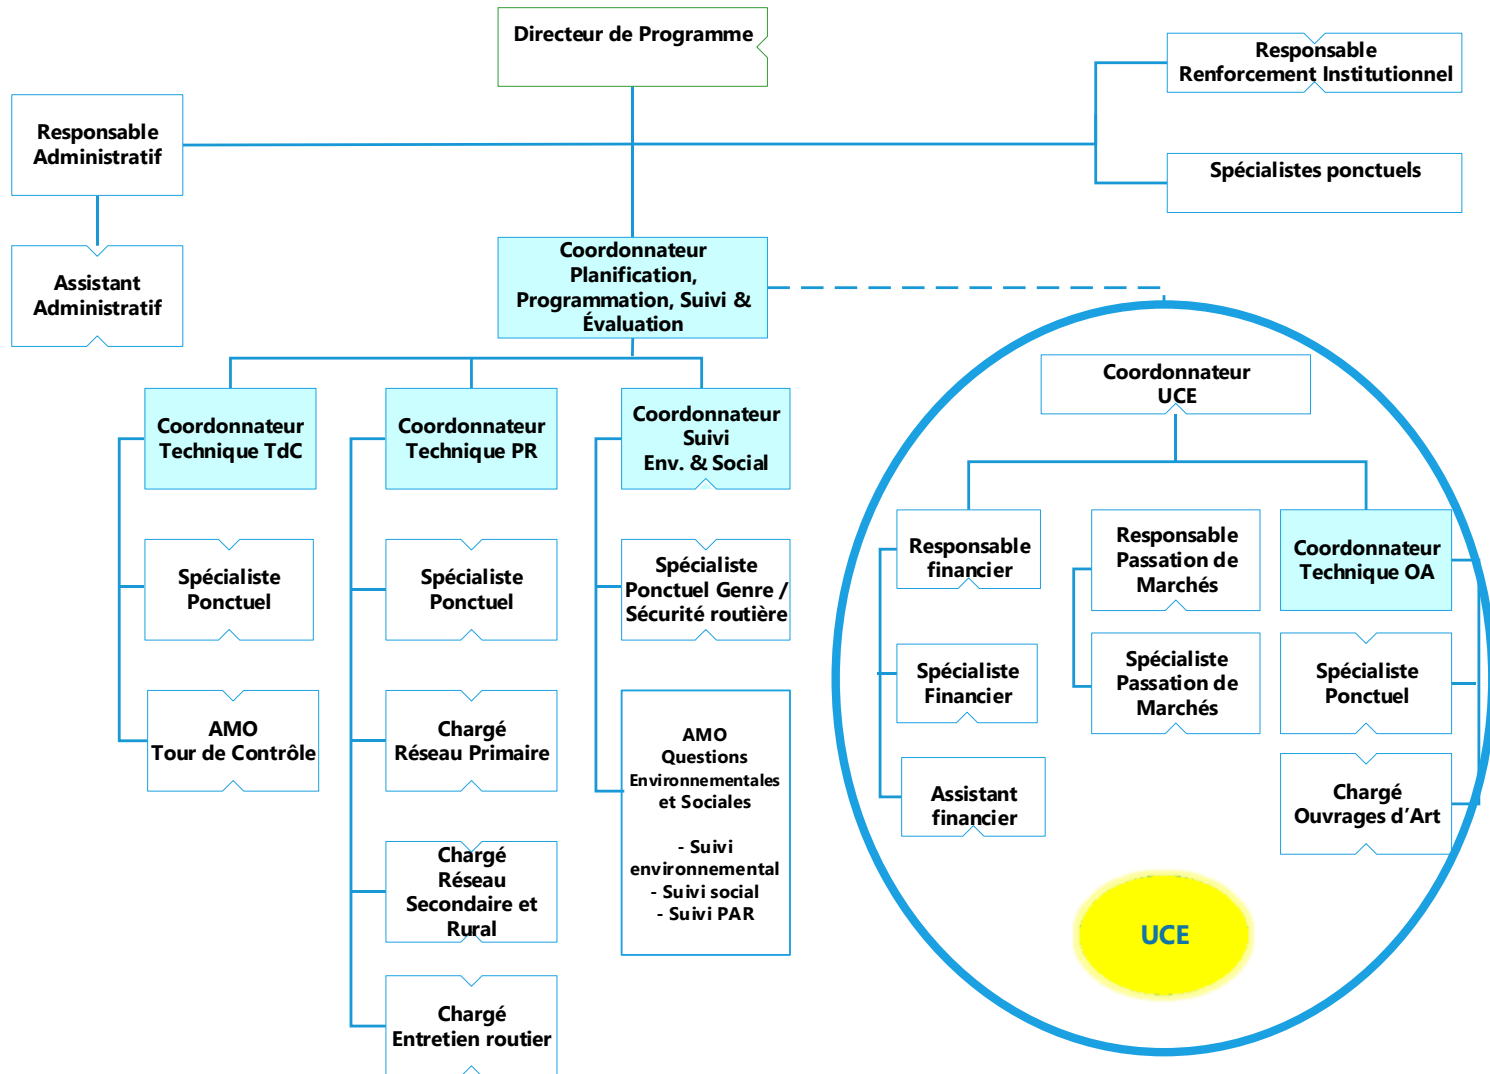 Directeur de Programme
Responsable
Renforcement Institutionnel
Responsable
Administratif
Spécialistes ponctuels
Assistant
Administratif
Coordonnateur
Planification,
Programmation, Suivi &
Évaluation
Coordonnateur
UCE
Coordonnateur
Technique TdC
Coordonnateur
Technique PR
Coordonnateur
Suivi
Env. & Social
Spécialiste
Ponctuel
Spécialiste
Ponctuel
Spécialiste
Ponctuel Genre /
Sécurité routière
AMO
Tour de Contrôle
Chargé
Réseau Primaire
AMO
Questions
Environnementales
et Sociales
- Suivi
environnemental
- Suivi social
- Suivi PAR
Chargé
Réseau
Secondaire et
Rural
Chargé
Entretien routier
Responsable
financier
Responsable
Passation de
Marchés
Coordonnateur
Technique OA
Spécialiste
Financier
Spécialiste
Passation de
Marchés
Spécialiste
Ponctuel
Assistant
financier
Chargé
Ouvrages d’Art
UCE